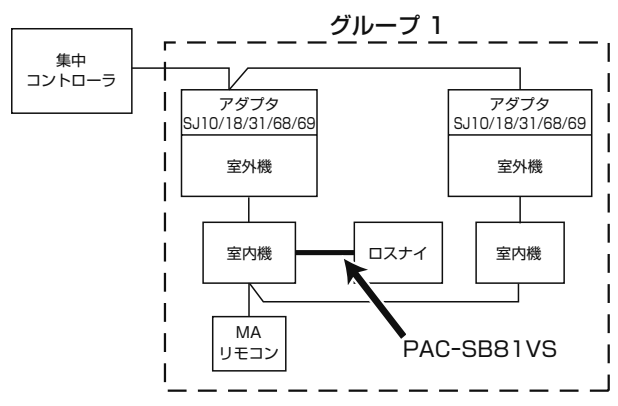 グループ 1
集中
コントローラ
アダプタ
SJ10/18/31/68/69
室外機
アダプタ
SJ10/18/31/68/69
室外機
室内機
ロスナイ
室内機
MA
リモコン
PAC-SB81VS